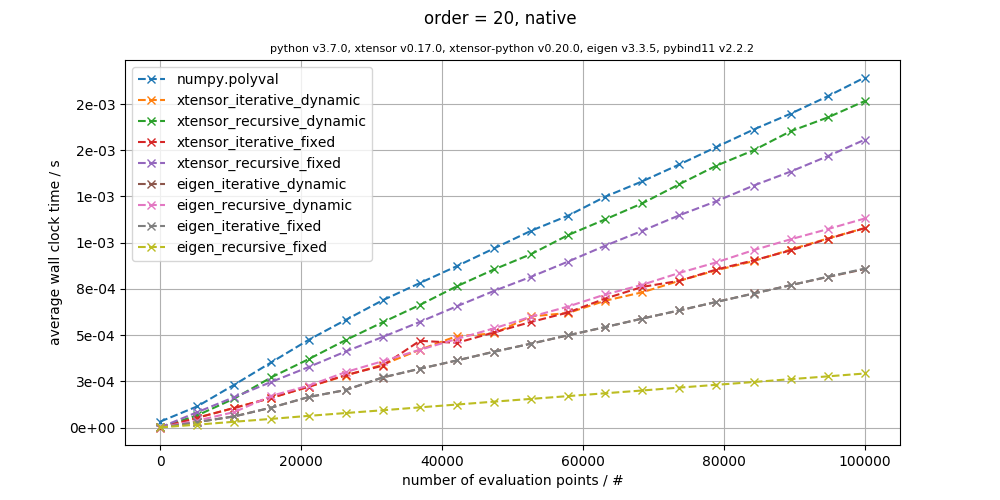 order = 20, native
python v3.7.0, xtensor v0.17.0, xtensor-python v0.20.0, eigen v3.3.5, pybind11 v2.2.2
numpy.polyval
xtensor_iterative_dynamic
xtensor_recursive_dynamic
xtensor_iterative_fixed
xtensor_recursive_fixed
eigen_iterative_dynamic
eigen_recursive_dynamic
eigen_iterative_fixed
eigen_recursive_fixed
average wall clock time / s
2e-03
2e-03
1e-03
1e-03
8e-04
5e-04
3e-04
0e+00
0 20000 40000 60000 80000 100000
number of evaluation points / #